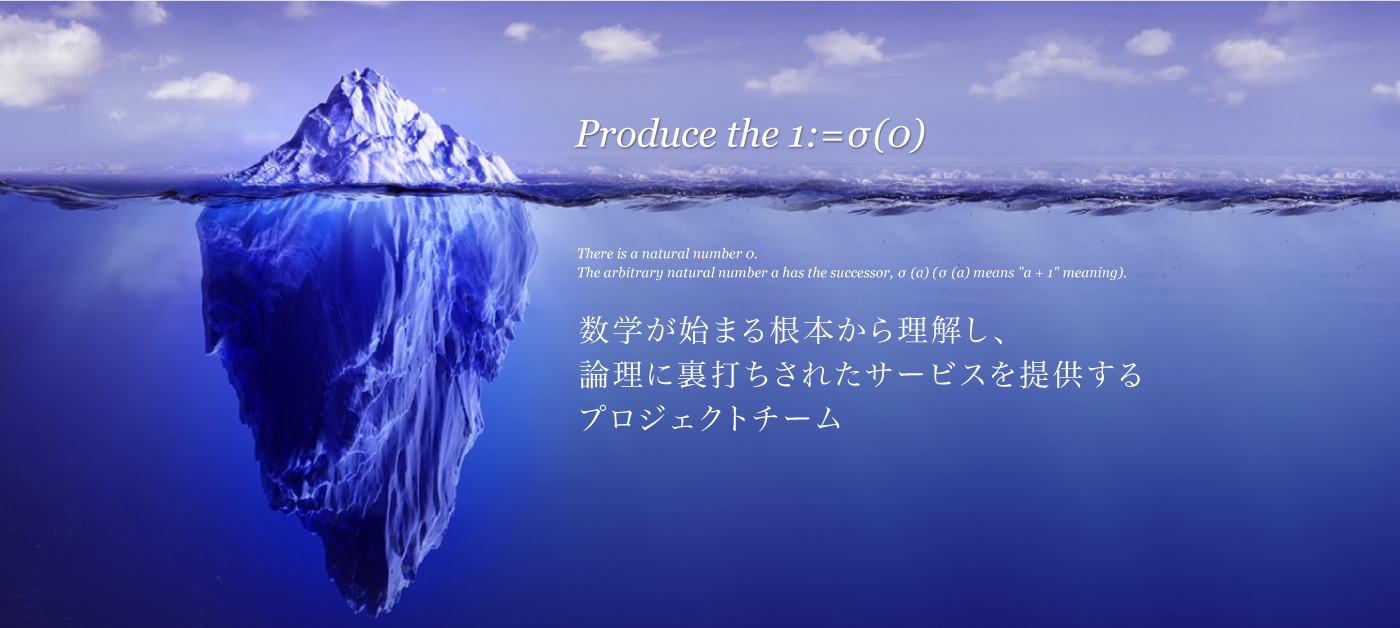 Produce the 1:=σ(0)
There is a natural number 0.
The arbitrary natural number a has the successor, σ (a) (σ (a) means "a + 1" meaning).
数学が始まる根本から理解し、
論理に裏打ちされたサービスを提供する
プロジェクトチーム